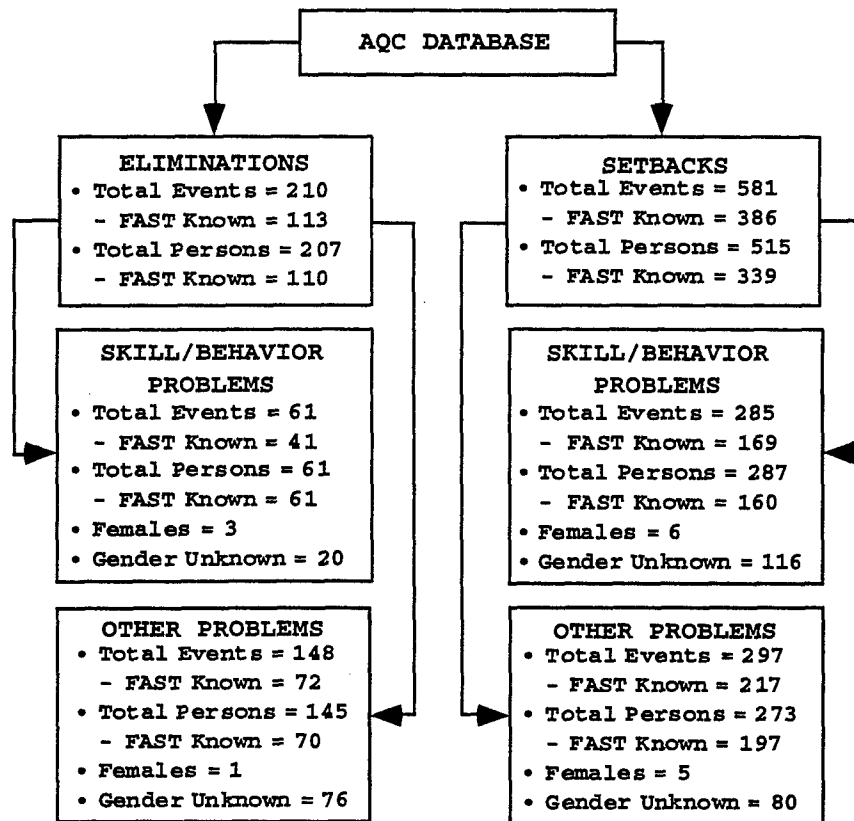 AQC DATABASE
ELIMINATIONS
• Total Events = 210
- FAST Known = 113
• Total Persons = 207
- FAST Known = 110
SETBACKS
• Total Events = 581
- FAST Known = 386
• Total Persons = 515
- FAST Known = 339
SKILL/BEHAVIOR
PROBLEMS
• Total Events = 61
- FAST Known = 41
• Total Persons = 61
- FAST Known = 61
• Females = 3
• Gender Unknown = 20
SKILL/BEHAVIOR
PROBLEMS
• Total Events = 285
- FAST Known = 169
• Total Persons = 287
- FAST Known = 160
• Females = 6
• Gender Unknown = 116
OTHER PROBLEMS
• Total Events = 148
- FAST Known = 72
• Total Persons = 145
- FAST Known = 70
• Females = 1
• Gender Unknown = 76
OTHER PROBLEMS
• Total Events = 297
- FAST Known = 217
• Total Persons = 273
- FAST Known = 197
• Females = 5
• Gender Unknown = 80